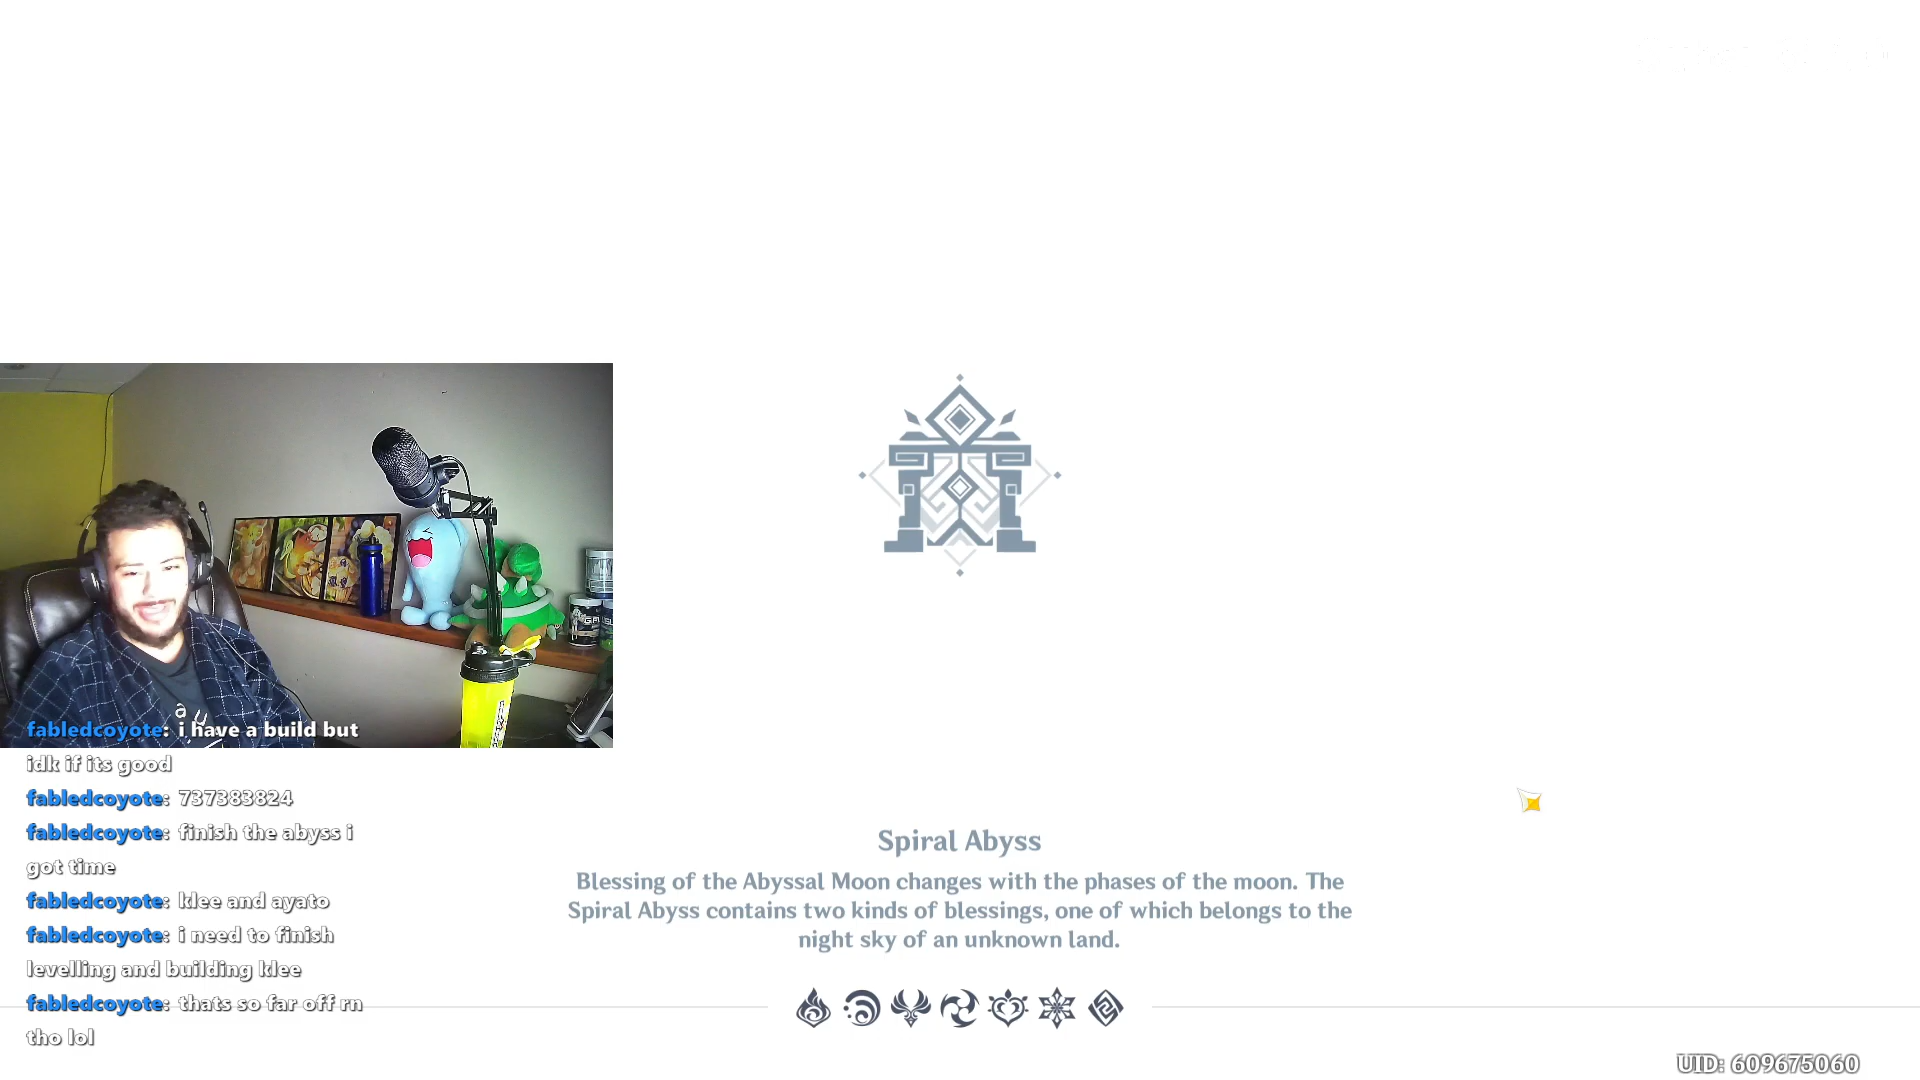 fabledcoyote: i have a build but
idk if its good
fabledcoyote: 737383824
fabledcoyote: finish the abyss i
got time
fabledcoyote: klee and ayato
fabledcoyote: i need to finish
levelling and building klee
fabledcoyote: thats so far off rn
tho lol
Spiral Abyss
Blessing of the Abyssal Moon changes with the phases of the moon. The
Spiral Abyss contains two kinds of blessings, one of which belongs to the
night sky of an unknown land.
UID: 609675060